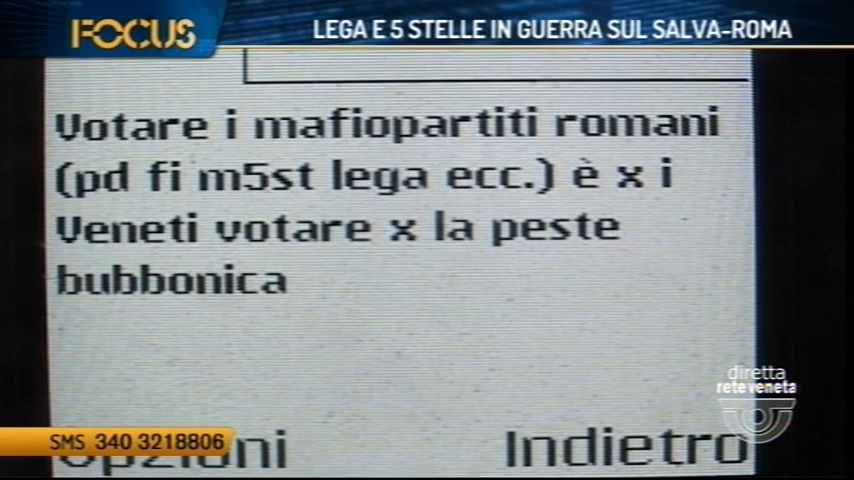 FOCUS
LEGA E 5 STELLE IN GUERRA SUL SALVA-ROMA
Votare i mafiopartiti romani
(pd fi m5st lega ecc.) è x i
Veneti votare x la peste
bubbonica
diretta
reteveneta
SMS 340 3218806
Opzioni
Indietro